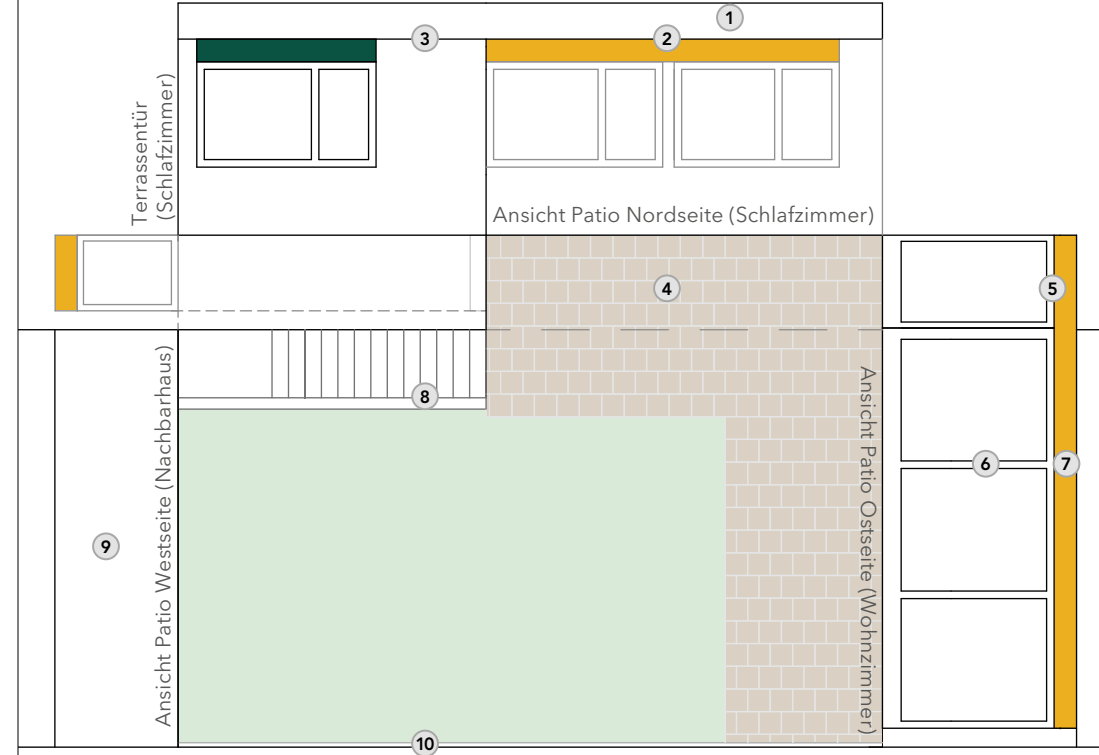 1
3
2
Terrassentür
(Schlafzimmer)
Ansicht Patio Nordseite (Schlafzimmer)
4
5
8
Ansicht Patio Westseite (Nachbarhaus)
Ansicht Patio Ostseite (Wohnzimmer)
6
7
9
10